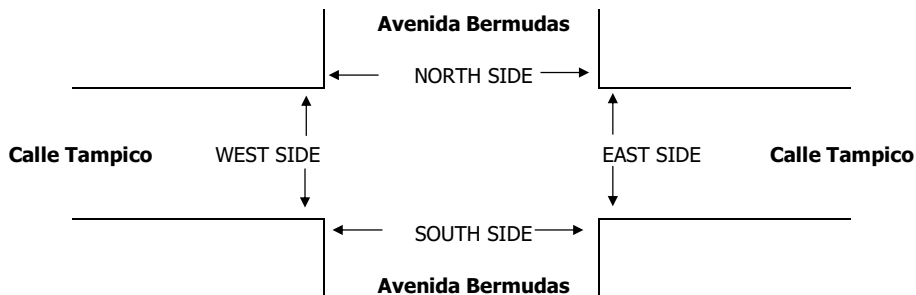 Avenida Bermudas
NORTH SIDE
Calle Tampico WEST SIDE EAST SIDE Calle Tampico
SOUTH SIDE
Avenida Bermudas